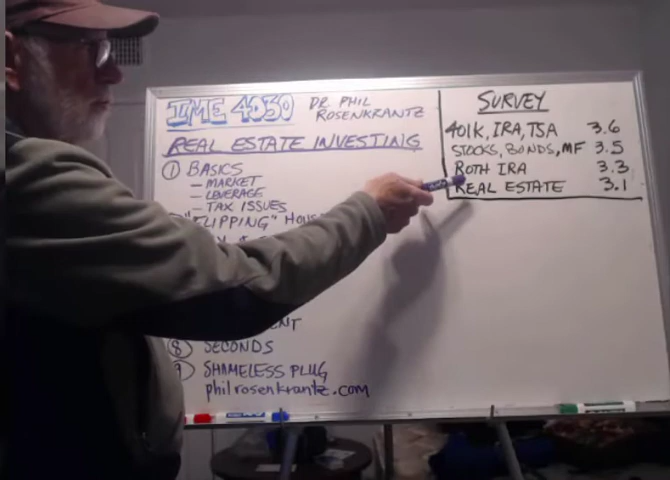 IME 4030 DR. PHIL
ROSENKRANTZ
REAL ESTATE INVESTING
1 BASICS
— MARKET
— LEVERAGE
— TAX ISSUES
"FLIPPING"
8 SECONDS
9 SHAMELESS PLUG
philrosenkrantz.com
SURVEY
401K, IRA, TSA 3.6
STOCKS, BONDS, MF 3.5
ROTH IRA 3.3
REAL ESTATE 3.1